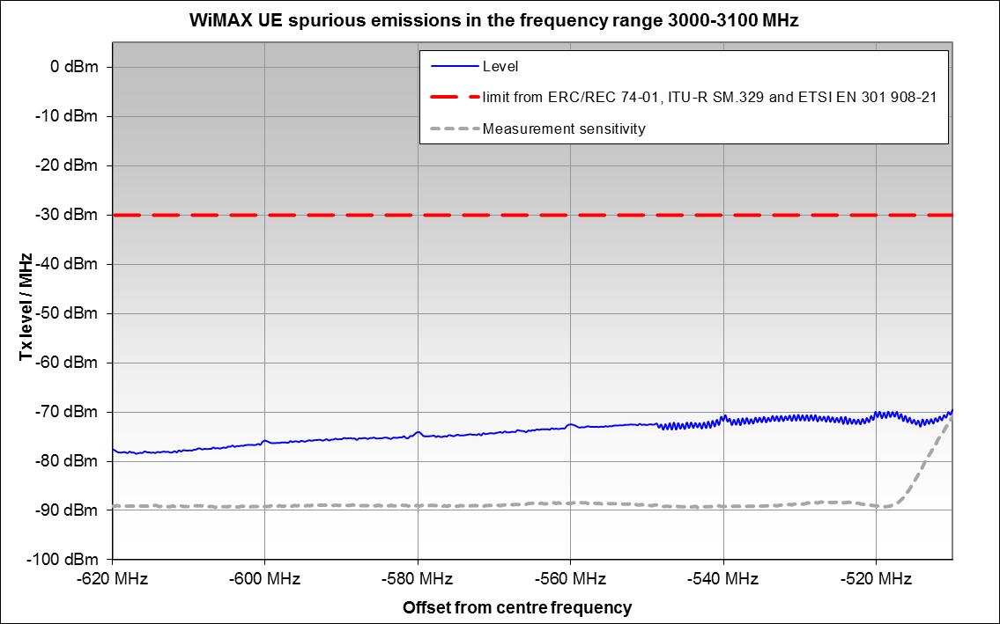 WiMAX UE spurious emissions in the frequency range 3000-3100 MHz
Level
limit from ERC/REC 74-01, ITU-R SM.329 and ETSI EN 301 908-21
Measurement sensitivity
0 dBm
-10 dBm
-20 dBm
-30 dBm
-40 dBm
-50 dBm
-60 dBm
-70 dBm
-80 dBm
-90 dBm
-100 dBm
Tx level / MHz
-620 MHz
-600 MHz
-580 MHz
-560 MHz
-540 MHz
-520 MHz
Offset from centre frequency